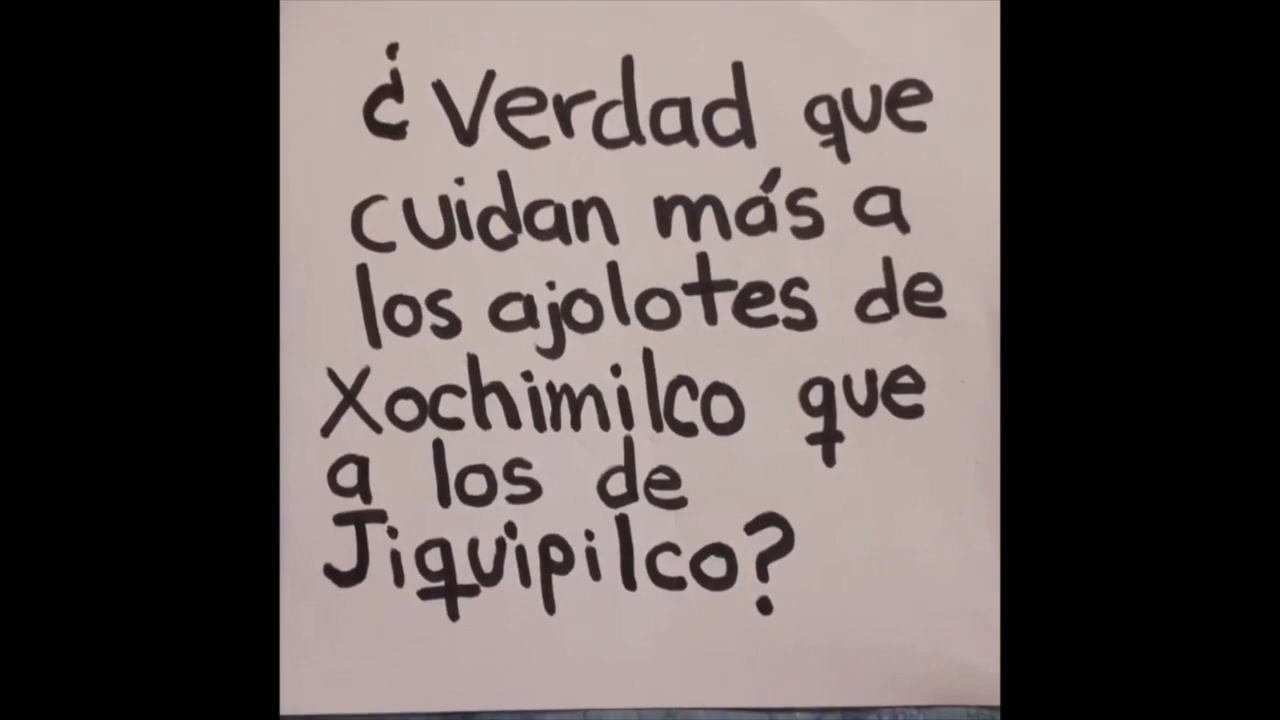 ¿Verdad que
cuidan más a
los ajolotes de
Xochimilco que
a los de
Jiquipilco?